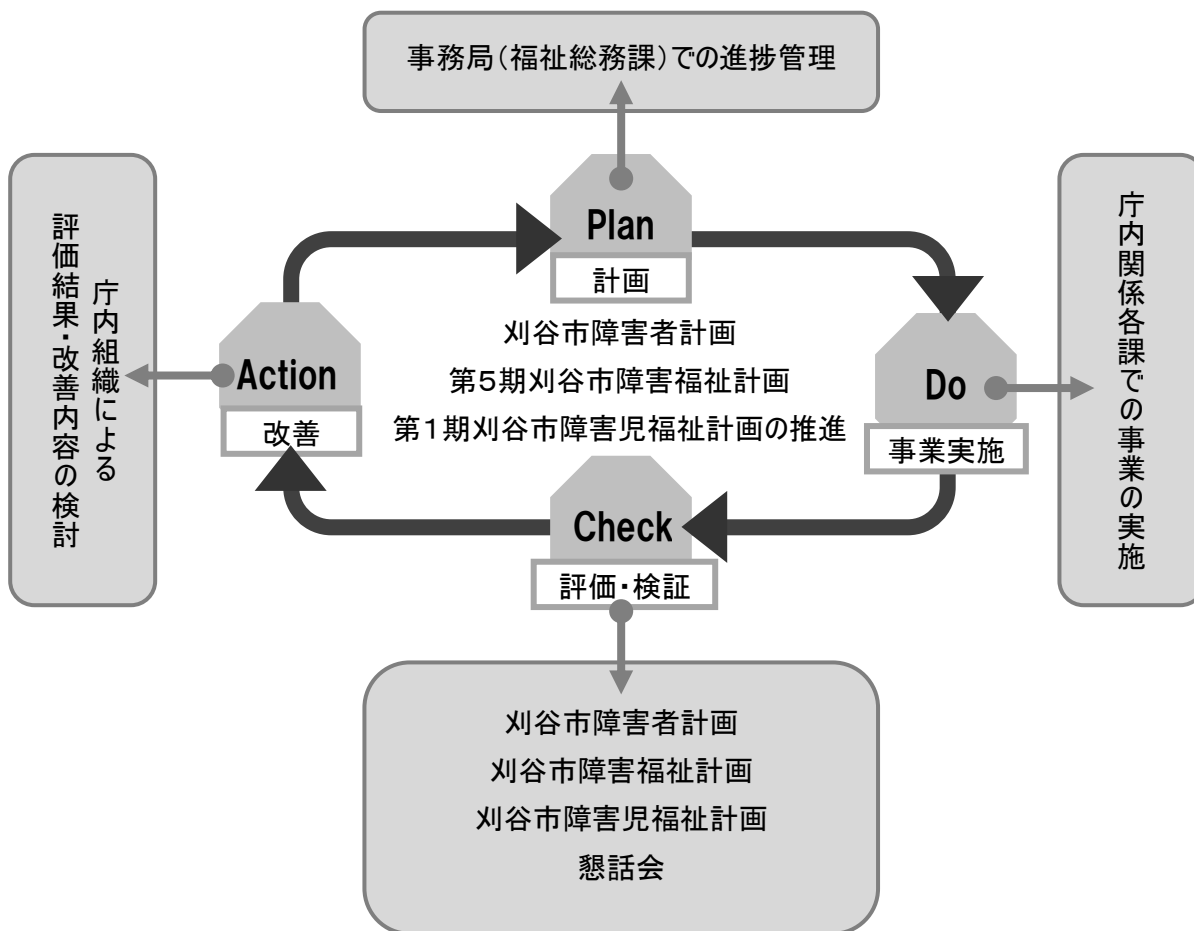 事務局（福祉総務課）での進捗管理
Plan
計画
刈谷市障害者計画
第５期刈谷市障害福祉計画
第１期刈谷市障害児福祉計画の推進
Do
事業実施
庁内関係各課での事業の実施
Check
評価・検証
刈谷市障害者計画
刈谷市障害福祉計画
刈谷市障害児福祉計画
懇話会
Action
改善
庁内組織による
評価結果・改善内容の検討